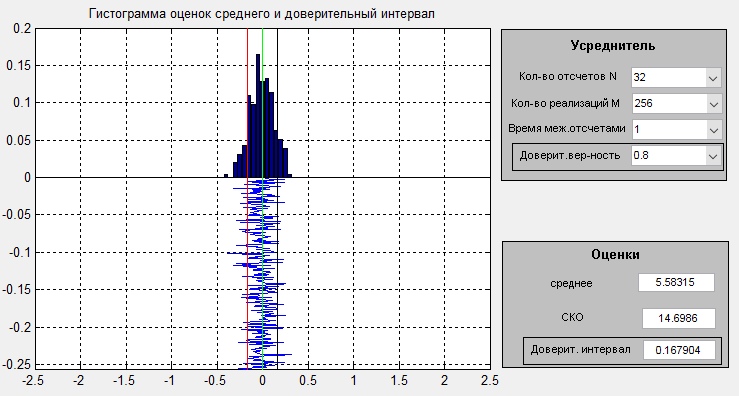 Гистограмма оценок среднего и доверительный интервал
0.2
0.15
0.1
0.05
0
-0.05
-0.1
-0.15
-0.2
-0.25
-2.5 -2 -1.5 -1 -0.5 0 0.5 1 1.5 2 2.5
Усреднитель
Кол-во отсчетов N 32
Кол-во реализаций M 256
Время меж.отсчетами 1
Доверит.вер-ность 0.8
Оценки
среднее 5.58315
СКО 14.6986
Доверит. интервал 0.167904